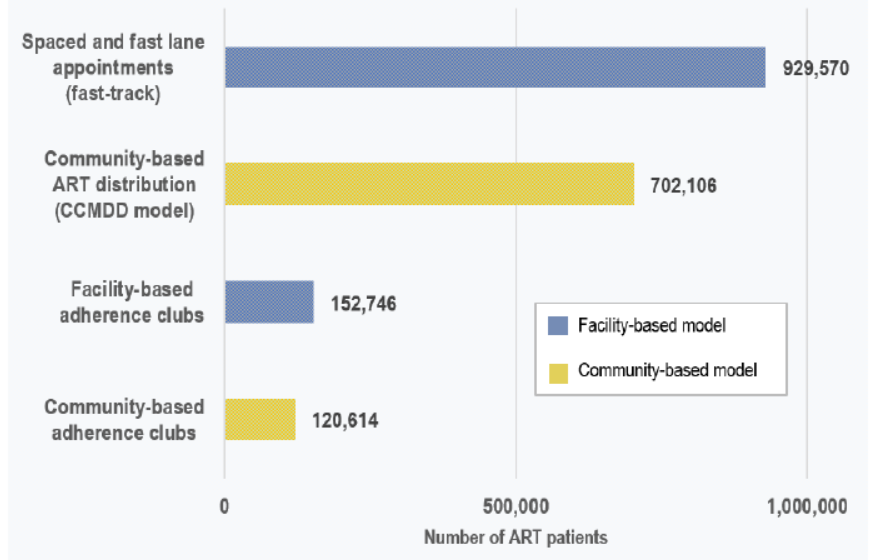 Spaced and fast lane
appointments
(fast-track)
929,570
Community-based
ART distribution
(CCMDD model)
702,106
Facility-based
adherence clubs
152,746
Facility-based model
Community-based model
Community-based
adherence clubs
120,614
0
500,000
1,000,000
Number of ART patients